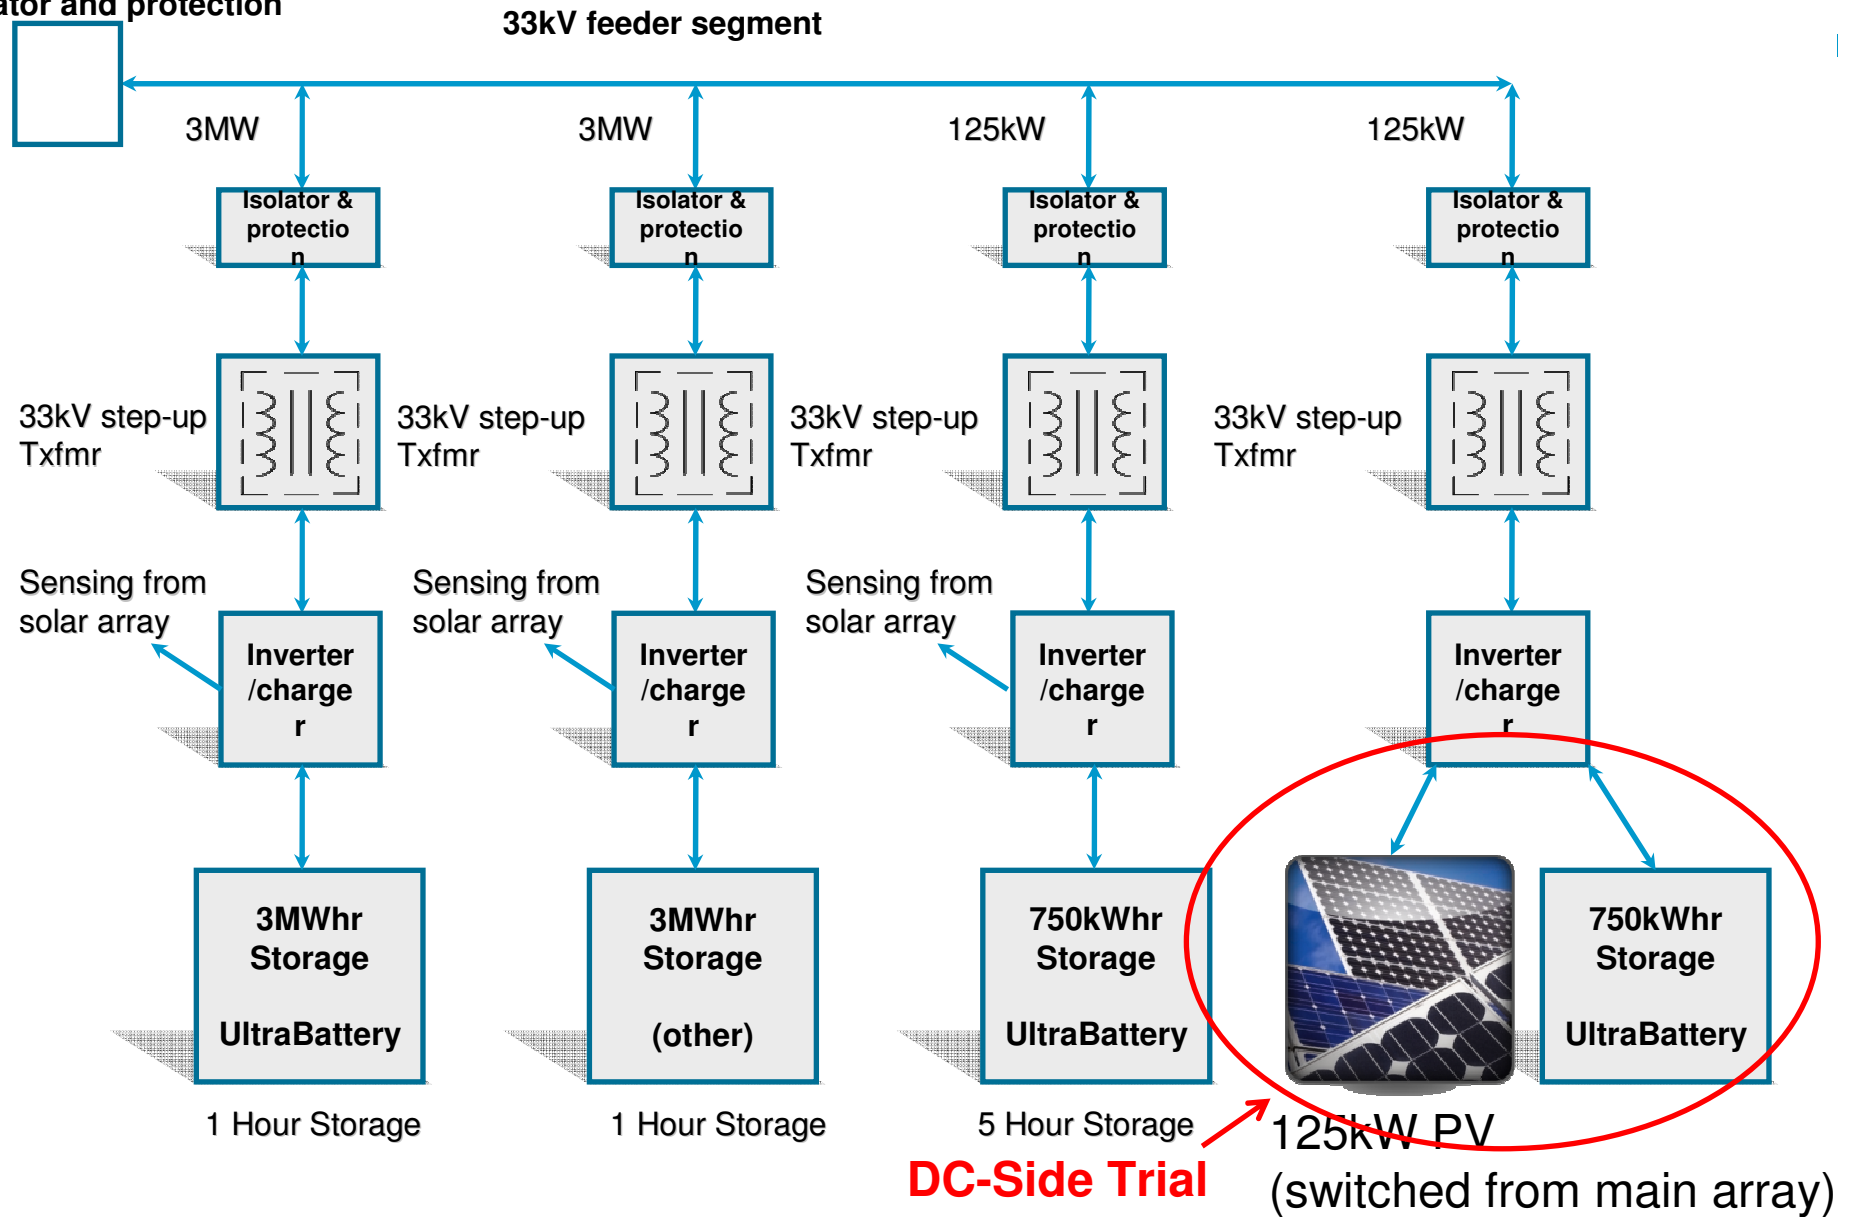 and protection
33kV feeder segment
3MW
3MW
125kW
125kW
Isolator &
protectio
n
Isolator &
protectio
n
Isolator &
protectio
n
Isolator &
protectio
n
33kV step-up
Txfmr
33kV step-up
Txfmr
33kV step-up
Txfmr
33kV step-up
Txfmr
Sensing from
solar array
Sensing from
solar array
Sensing from
solar array
Inverter
/charge
r
Inverter
/charge
r
Inverter
/charge
r
Inverter
/charge
r
3MWhr
Storage
UltraBattery
3MWhr
Storage
(other)
750kWhr
Storage
UltraBattery
750kWhr
Storage
UltraBattery
1 Hour Storage
1 Hour Storage
5 Hour Storage
125kW PV
(switched from main array)
DC-Side Trial